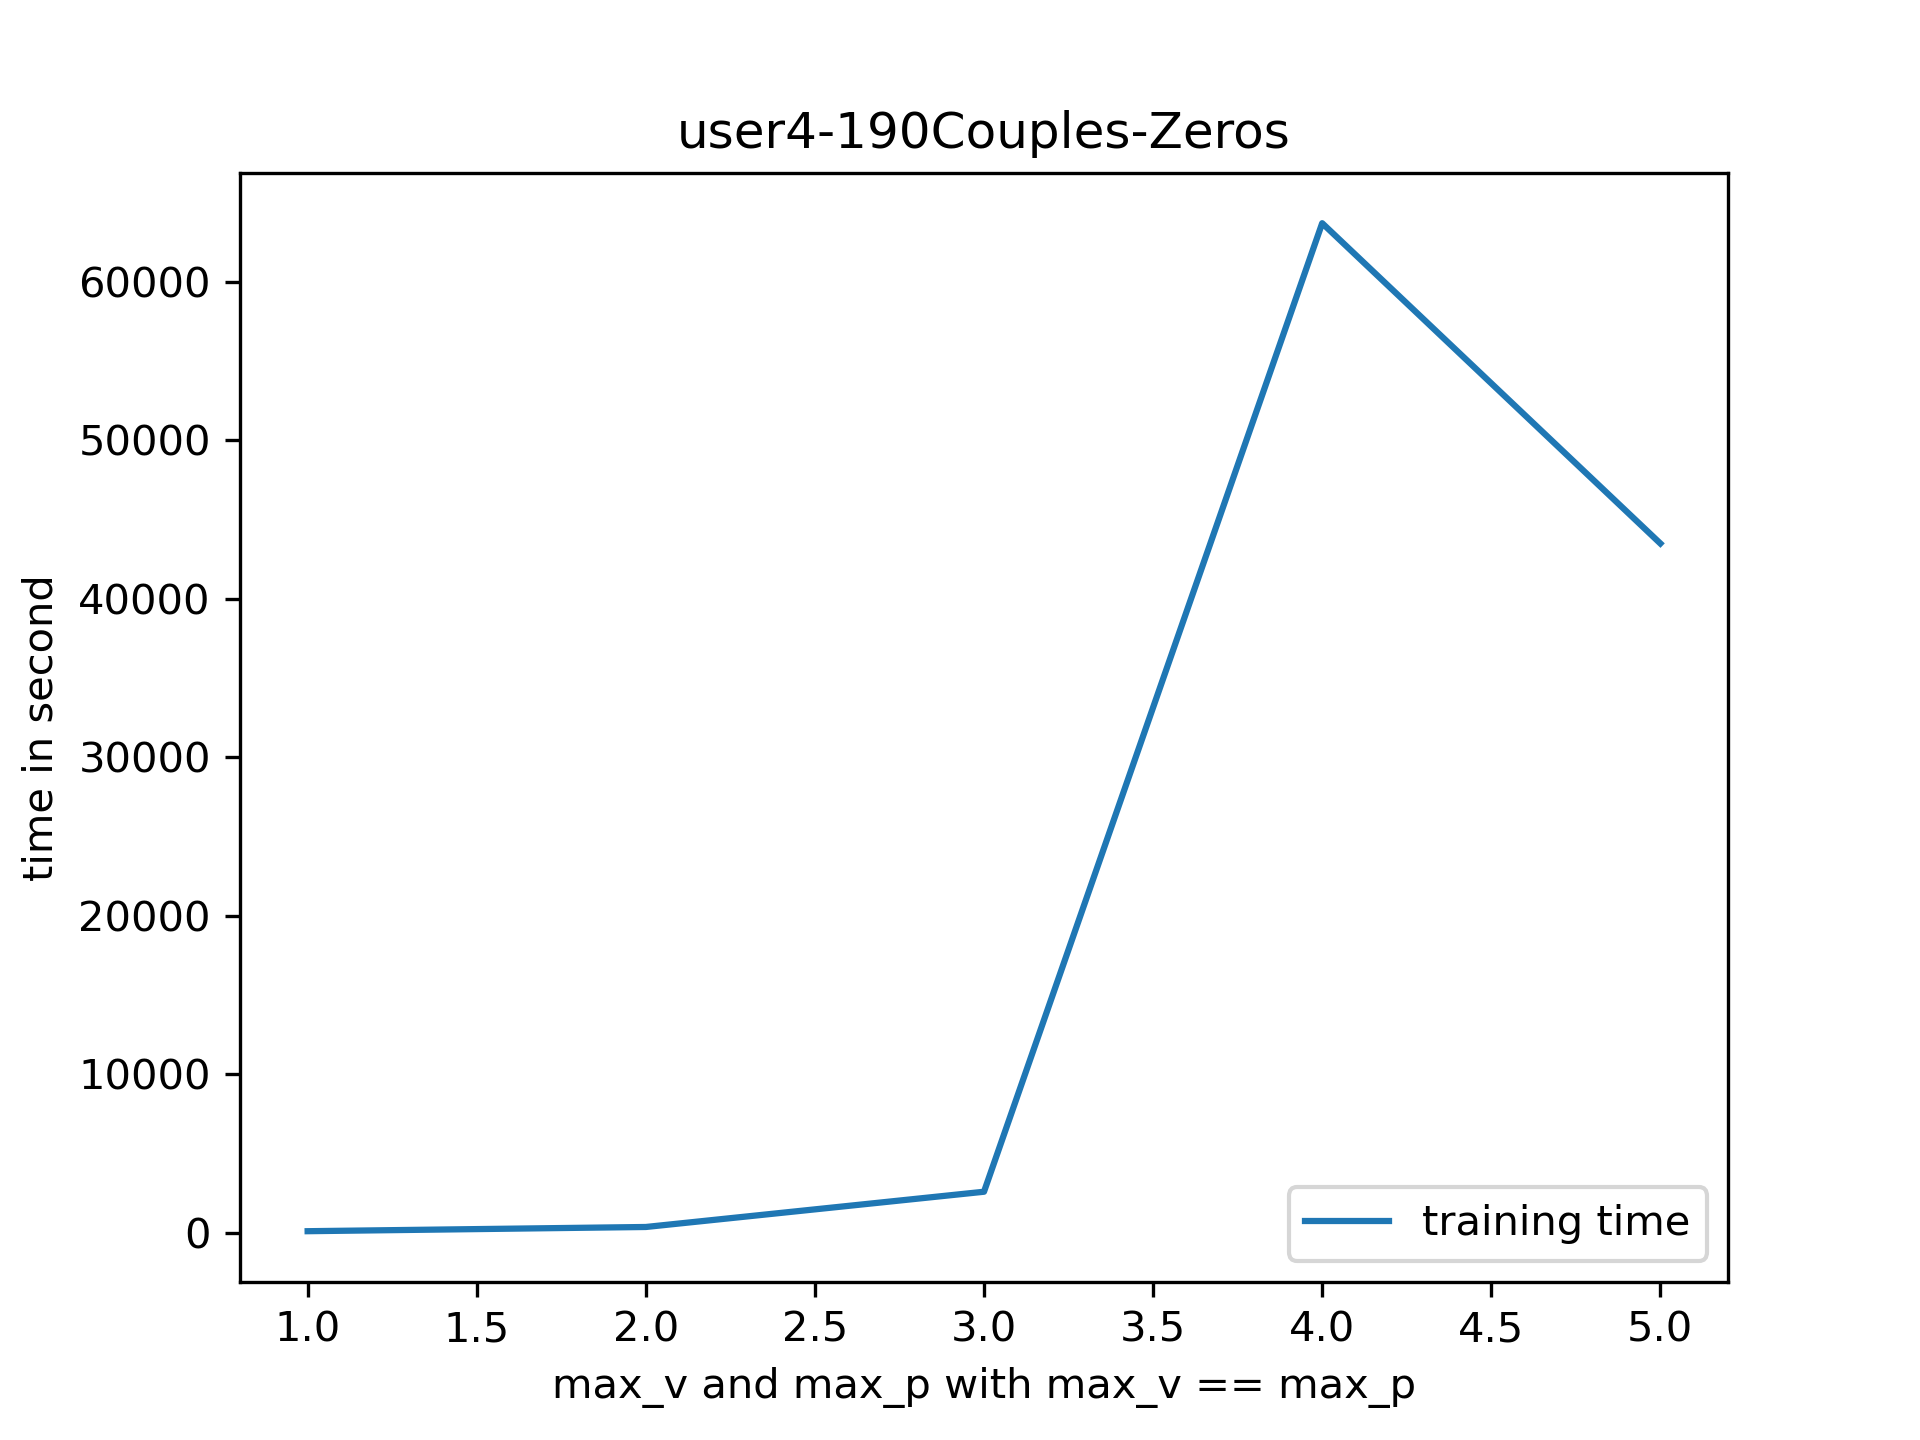 user4-190Couples-Zeros
60000
50000
40000
30000
20000
10000
0
time in second
training time
1.0 1.5 2.0 2.5 3.0 3.5 4.0 4.5 5.0
max_v and max_p with max_v == max_p